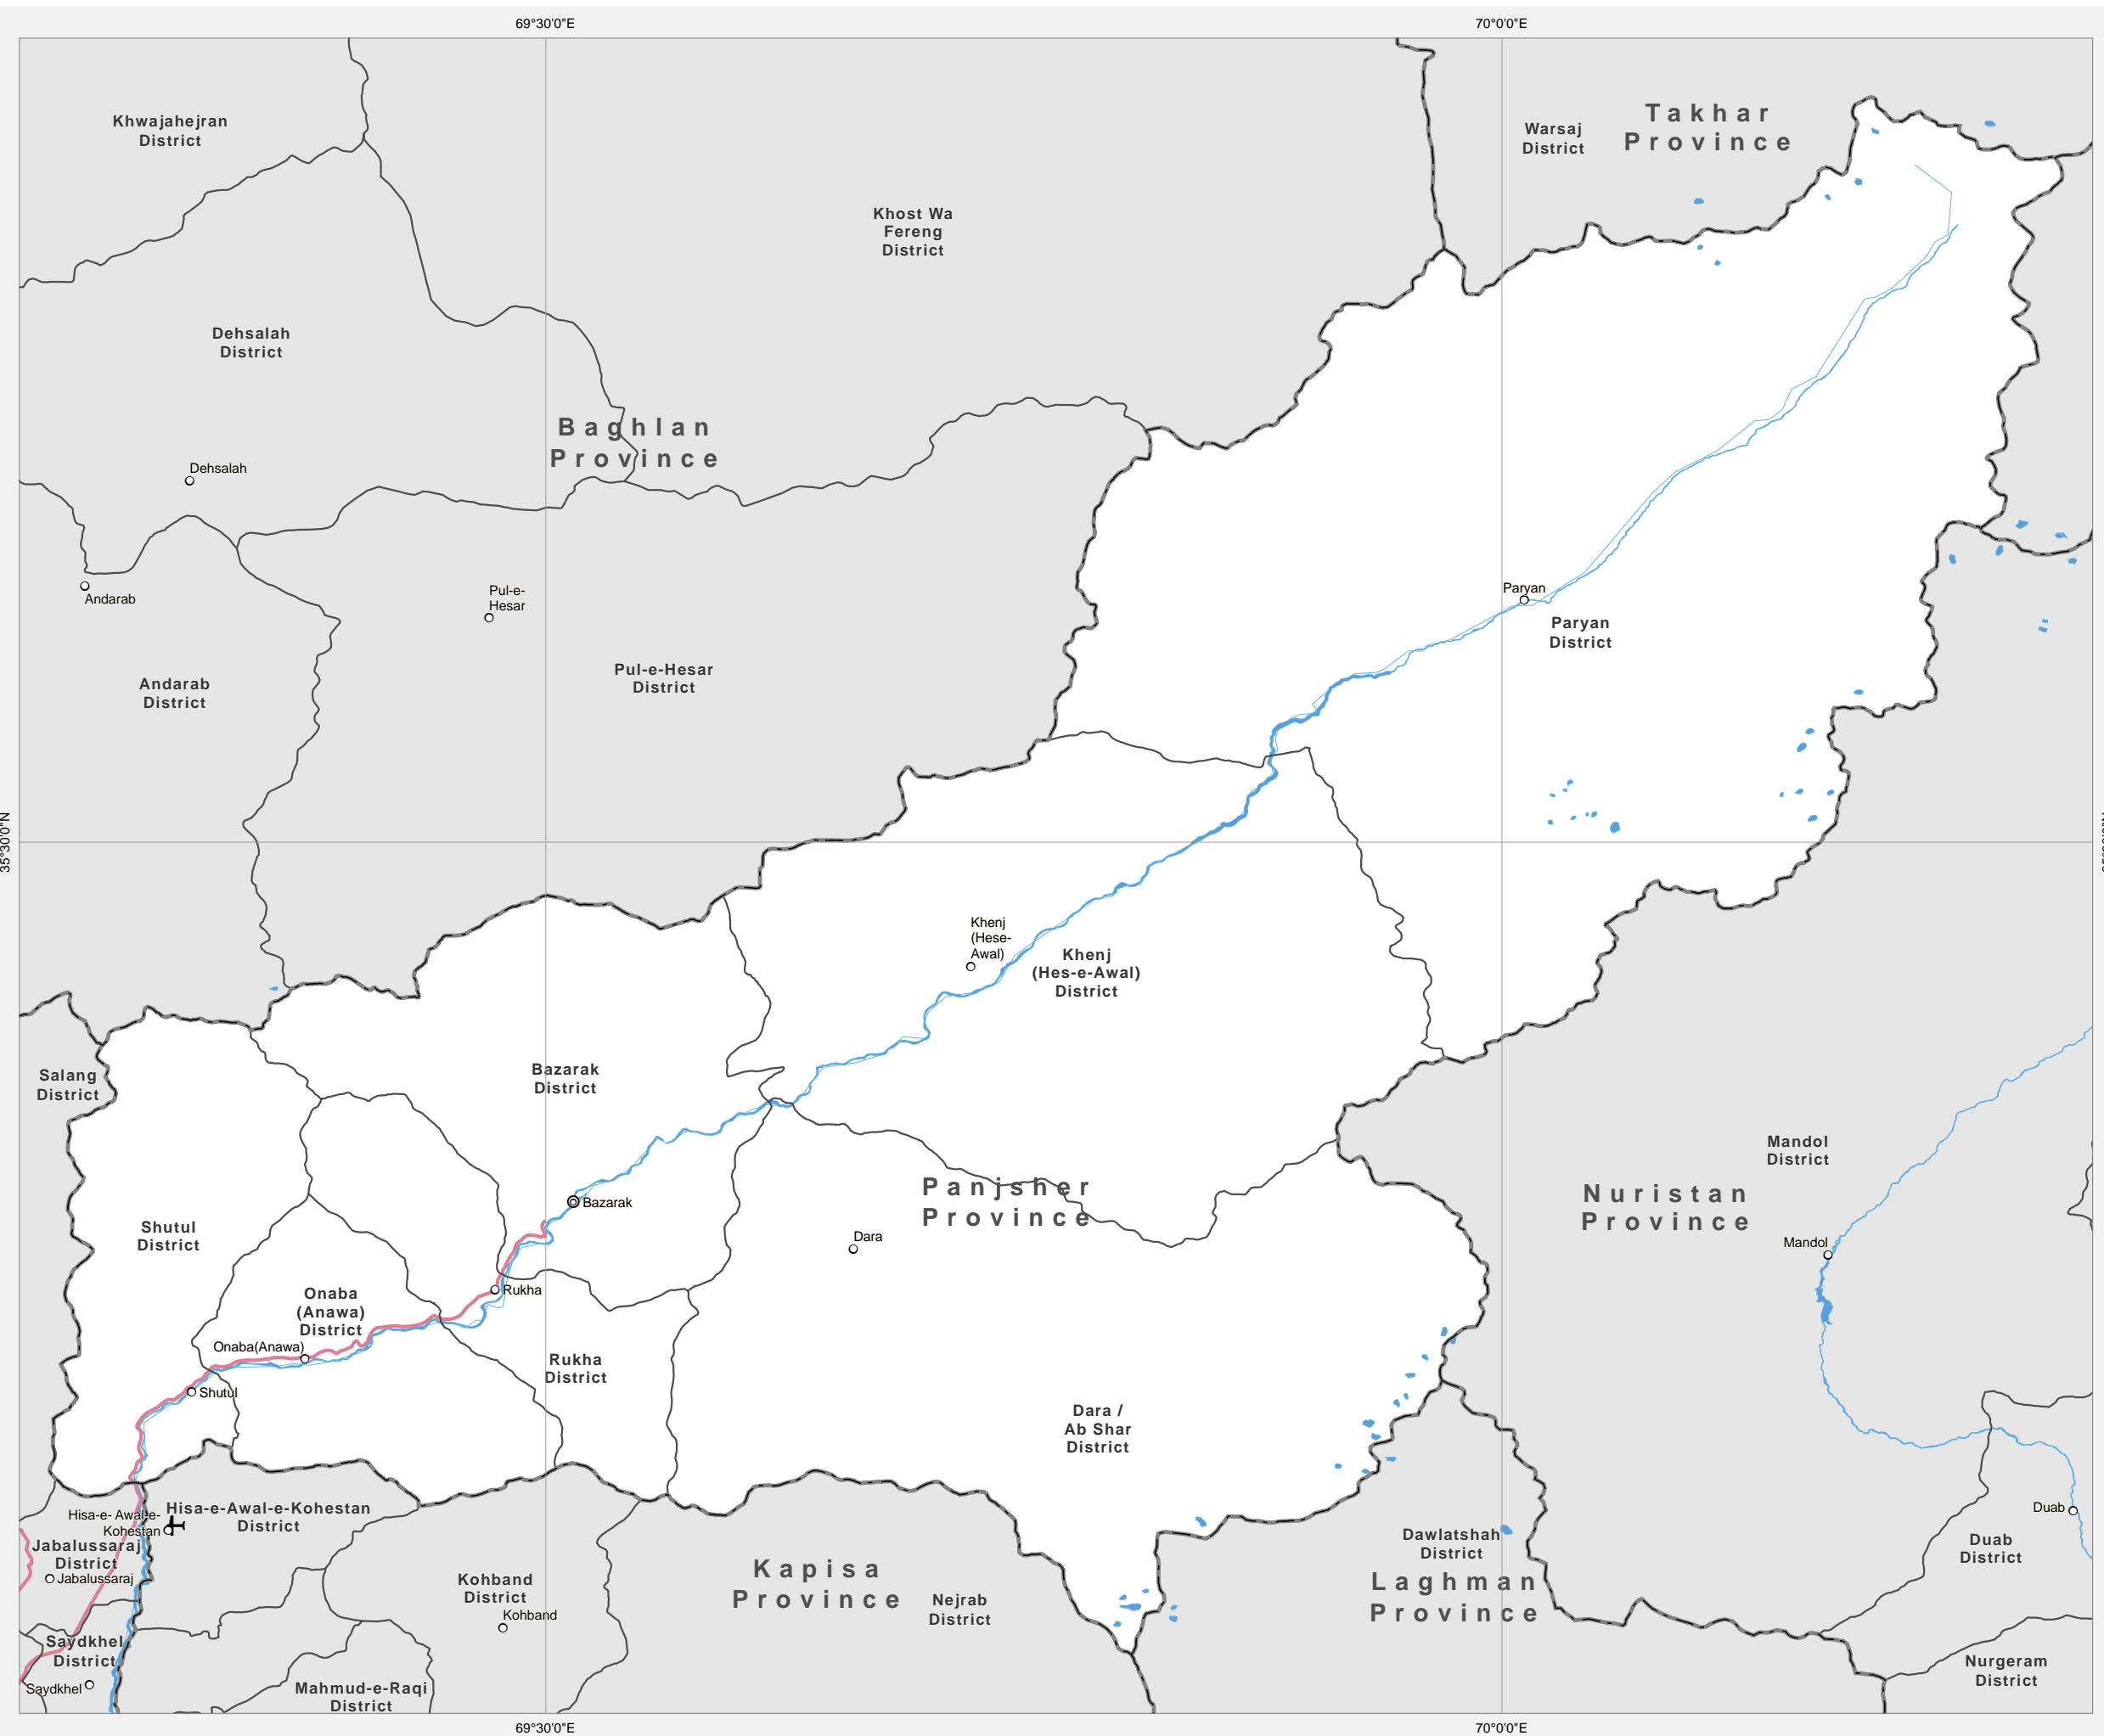 69°30'0"E
70°0'0"E
Takhar
Province
Warsaj
District
Khwajahejran
District
Khost Wa
Fereng
District
Dehsalah
District
Baghlan
Province
Dehsalah
Andarab
Pul-e-
Hesar
Paryan
Paryan
District
Andarab
District
Pul-e-Hesar
District
35°30'0"N
Khenj
(Hese-
Awal)
Khenj
(Hes-e-Awal)
District
Salang
District
Bazarak
District
Mandol
District
Panjsher
Province
Nuristan
Province
Bazarak
Shutul
District
Dara
Mandol
Rukha
Onaba
(Anawa)
District
Onaba(Anawa)
Rukha
District
Shutul
Dara /
Ab Shar
District
Hisa-e-Awal-e-Kohestan
District
Hisa-e- Awal-e-
Kohestan
Duab
Dawlatshah
District
Duab
District
Jabalussaraj
District
Jabalussaraj
Kapisa
Province
Laghman
Province
Kohband
District
Nejrab
District
Kohband
Saydkhel
District
Nurgeram
District
Saydkhel
Mahmud-e-Raqi
District
69°30'0"E
70°0'0"E